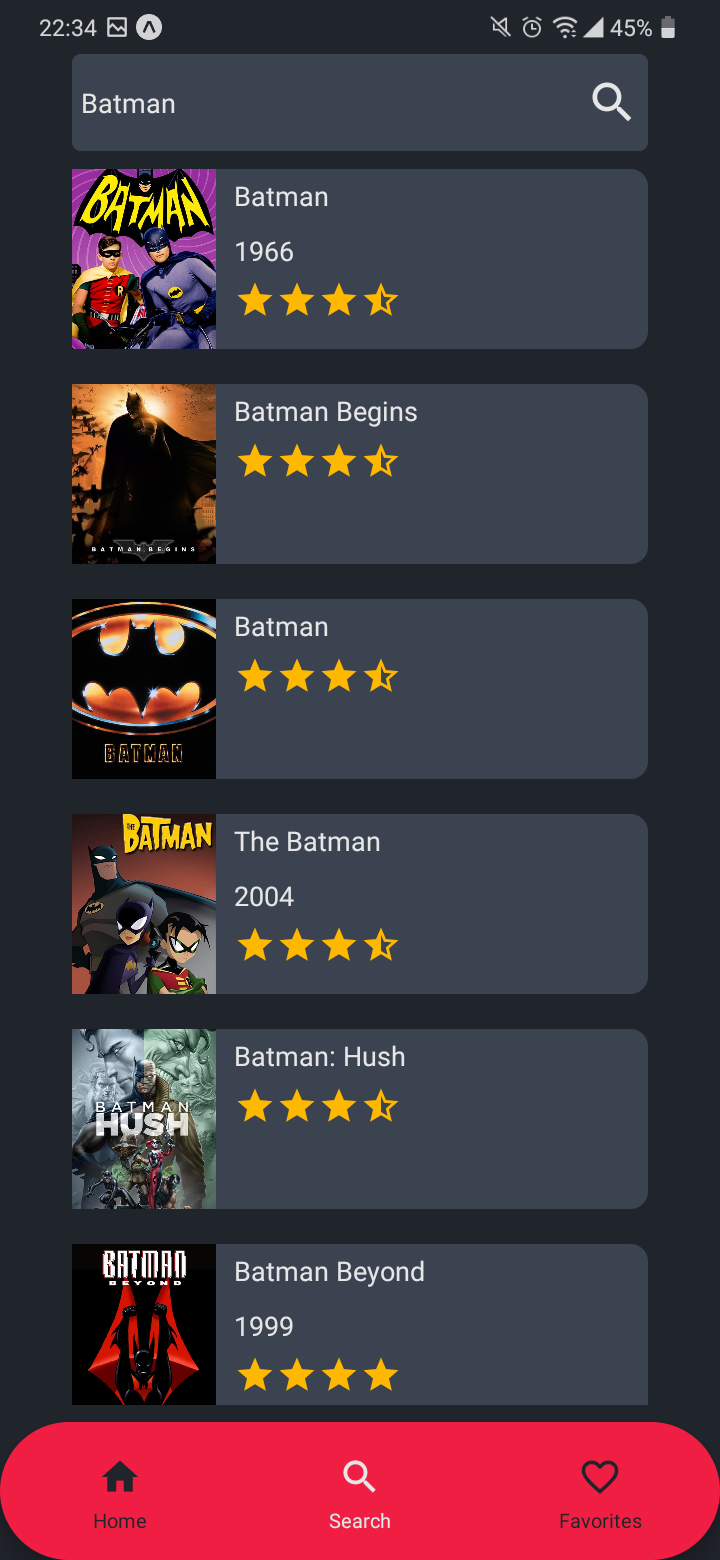 22:34
45%
Batman
BATMAN
R
Batman
1966
BATMAN BEGINS
Batman Begins
BATMAN
Batman
THE BATMAN
The Batman
2004
BATMAN
HUSH
Batman: Hush
BATMAN
BEYOND
Batman Beyond
1999
Home
Search
Favorites